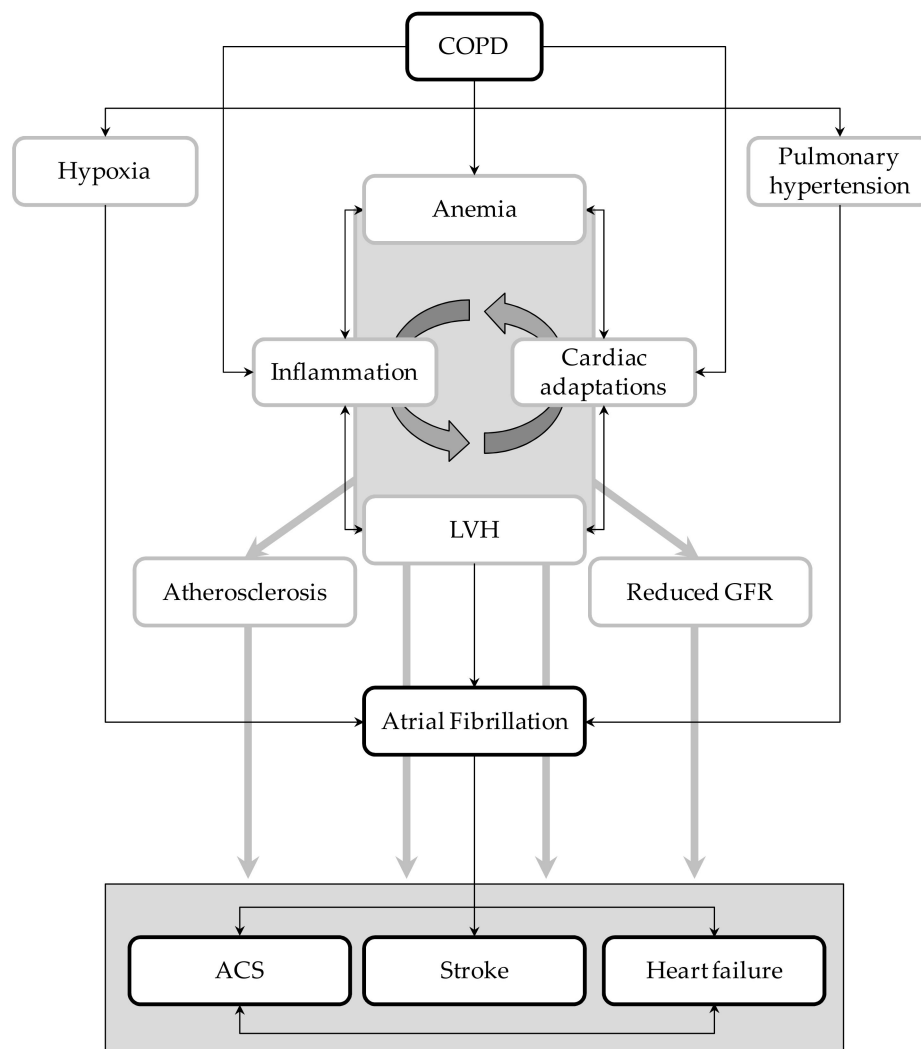 COPD
Hypoxia
Pulmonary
hypertension
Anemia
Inflammation
Cardiac
adaptations
LVH
Atherosclerosis
Reduced GFR
Atrial Fibrillation
ACS
Stroke
Heart failure